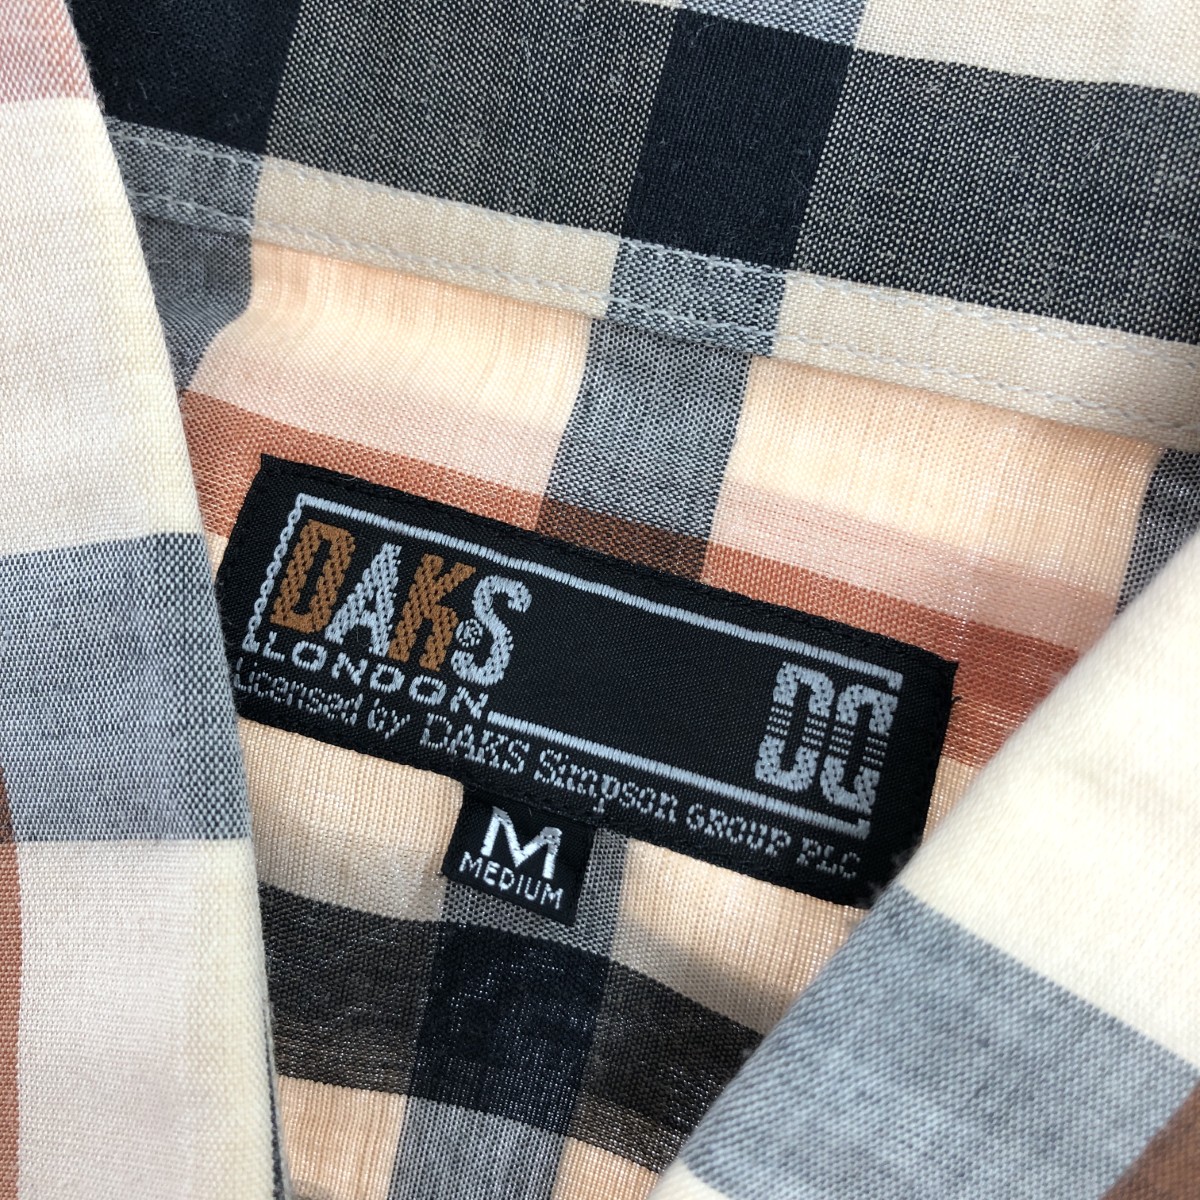 DAKS®
LONDON
DD
Licensed by DAKS Simpson GROUP PLC
M
MEDIUM